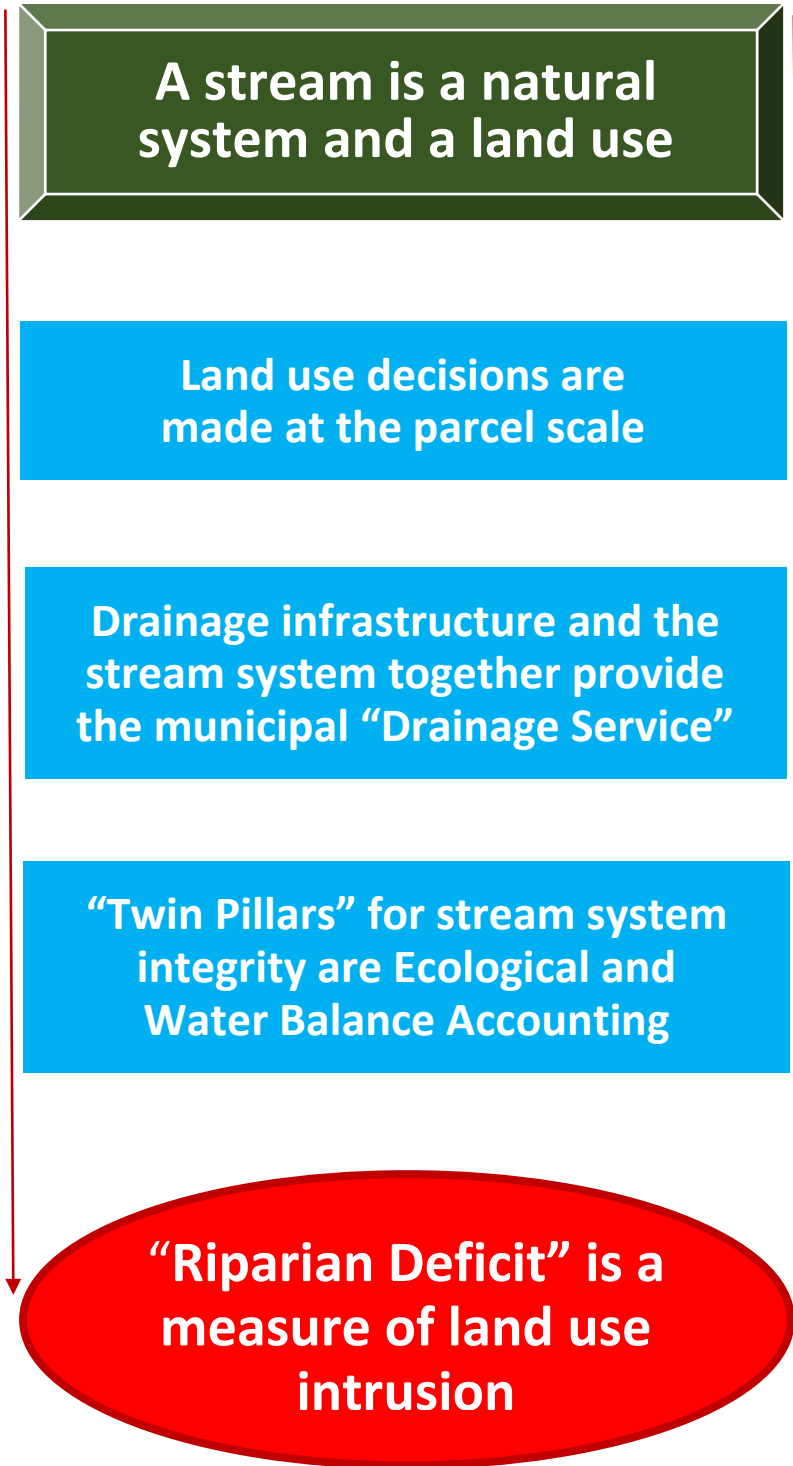 A stream is a natural
system and a land use
Land use decisions are
made at the parcel scale
Drainage infrastructure and the
stream system together provide
the municipal “Drainage Service”
“Twin Pillars” for stream system
integrity are Ecological and
Water Balance Accounting
“Riparian Deficit” is a
measure of land use
intrusion